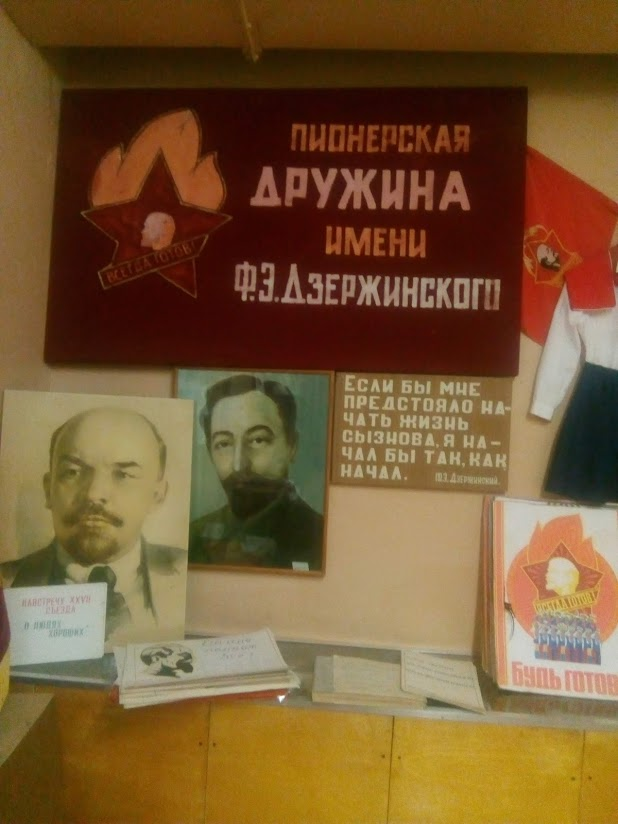 ПИОНЕРСКАЯ
ДРУЖИНА
ИМЕНИ
Ф.Э.ДЗЕРЖИНСКОГО
ВСЕГДА ГОТОВ!
ЕСЛИ БЫ МНЕ
ПРЕДСТОЯЛО НА-
ЧАТЬ ЖИЗНЬ
СЫЗНОВА, Я НА-
ЧАЛ БЫ ТАК, КАК
НАЧАЛ.
Ф.Э. ДЗЕРЖИНСКИЙ.
НАВСТРЕЧУ XXVII
СЪЕЗДУ
О ЛЮДЯХ
ХОРОШИХ
ВСЕГДА ГОТОВ!
БУДЬ ГОТОВ